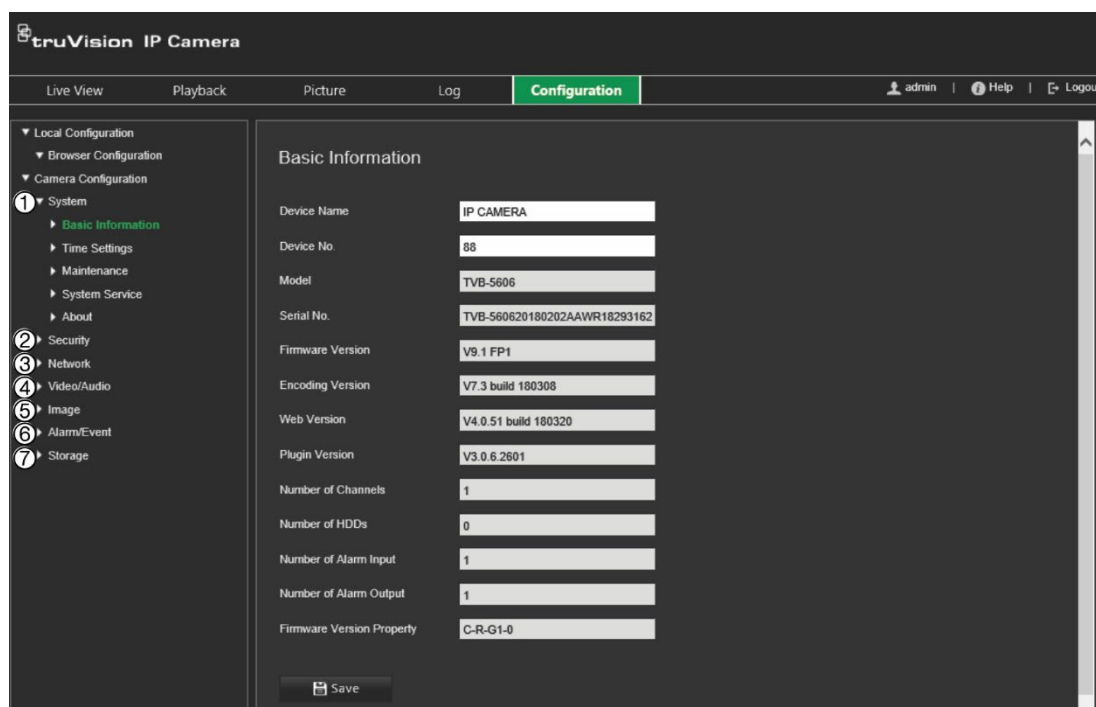 truVision IP Camera
Live View Playback Picture Log Configuration admin | Help | Logou
Local Configuration
Browser Configuration
Camera Configuration
1 System
Basic Information
Time Settings
Maintenance
System Service
About
2 Security
3 Network
4 Video/Audio
5 Image
6 Alarm/Event
7 Storage
Basic Information
Device Name IP CAMERA
Device No. 88
Model TVB-5606
Serial No. TVB-560620180202AAWR18293162
Firmware Version V9.1 FP1
Encoding Version V7.3 build 180308
Web Version V4.0.51 build 180320
Plugin Version V3.0.6.2601
Number of Channels 1
Number of HDDs 0
Number of Alarm Input 1
Number of Alarm Output 1
Firmware Version Property C-R-G1-0
Save